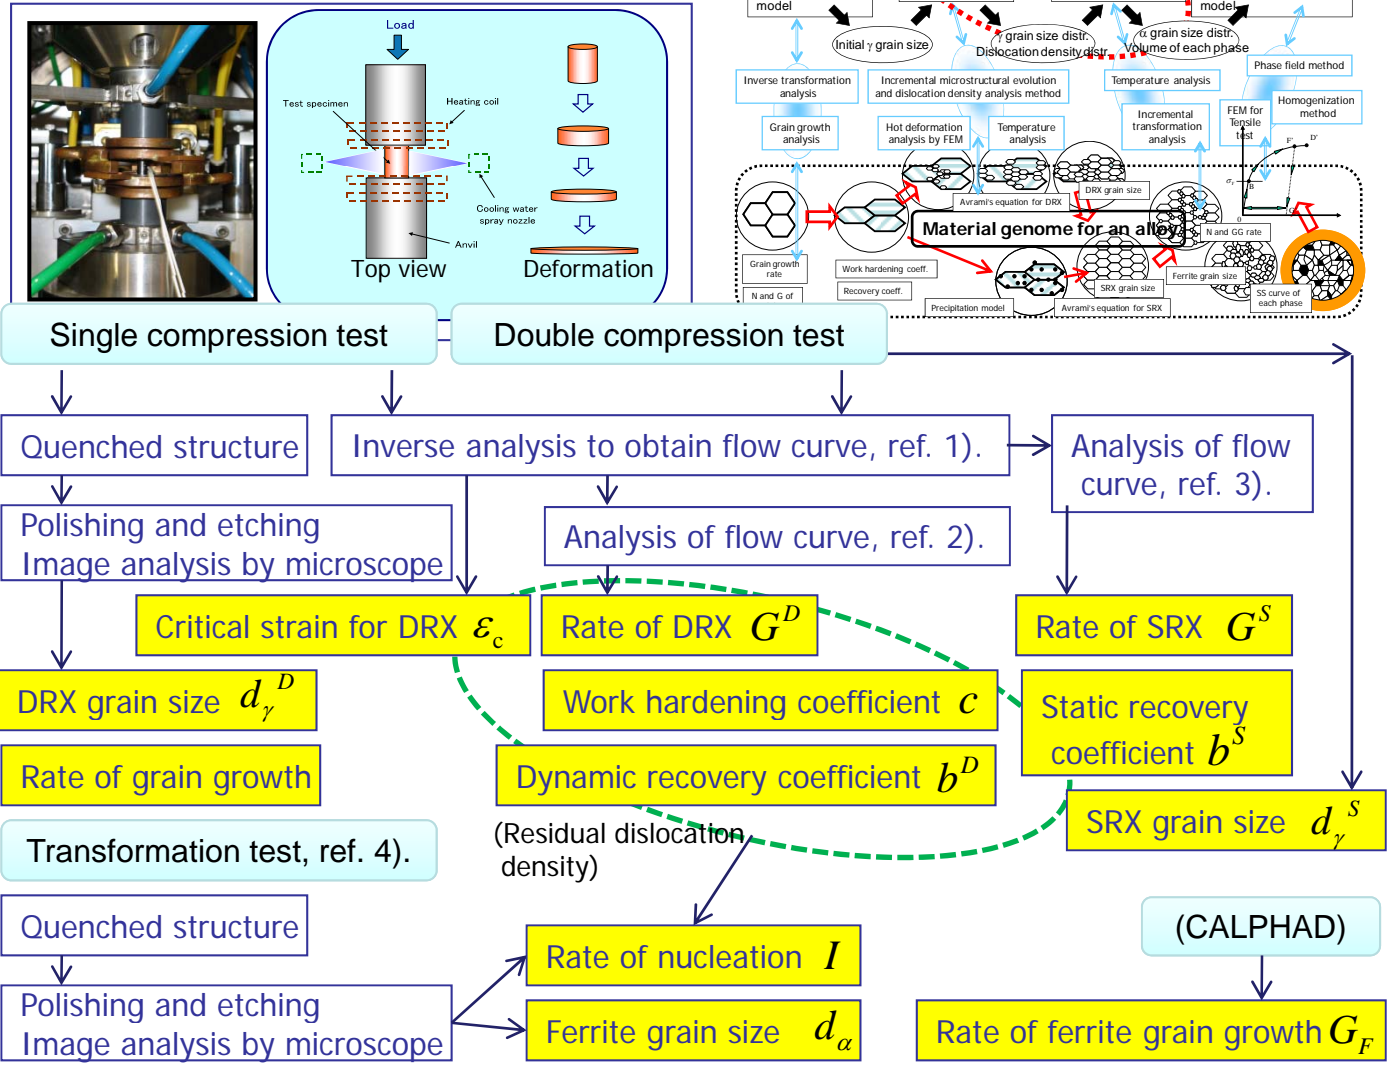 Load
Test specimen
Heating coil
Cooling water
spray nozzle
Anvil
Top view
Deformation
model
model
Initial γ grain size
γ grain size distr.
Dislocation density distr.
α grain size distr.
Volume of each phase
Inverse transformation
analysis
Incremental microstructural evolution
and dislocation density analysis method
Temperature analysis
Phase field method
Grain growth
analysis
Hot deformation
analysis by FEM
Temperature
analysis
Incremental
transformation
analysis
FEM for
Tensile
test
Homogenization
method
F' D'
B
0
DRX grain size
Avrami's equation for DRX
Material genome for an alloy
N and GG rate
Grain growth
rate
N and G of
Work hardening coeff.
Recovery coeff.
Precipitation model
SRX grain size
Avrami's equation for SRX
Ferrite grain size
SS curve of
each phase
Single compression test
Double compression test
Quenched structure
Inverse analysis to obtain flow curve, ref. 1).
Analysis of flow
curve, ref. 3).
Polishing and etching
Image analysis by microscope
Analysis of flow curve, ref. 2).
Critical strain for DRX ε_c
Rate of DRX G^D
Rate of SRX G^S
DRX grain size d_γ^D
Work hardening coefficient c
Static recovery
coefficient b^S
Rate of grain growth
Dynamic recovery coefficient b^D
SRX grain size d_γ^S
(Residual dislocation
density)
Transformation test, ref. 4).
Quenched structure
(CALPHAD)
Rate of nucleation I
Polishing and etching
Image analysis by microscope
Ferrite grain size d_α
Rate of ferrite grain growth G_F